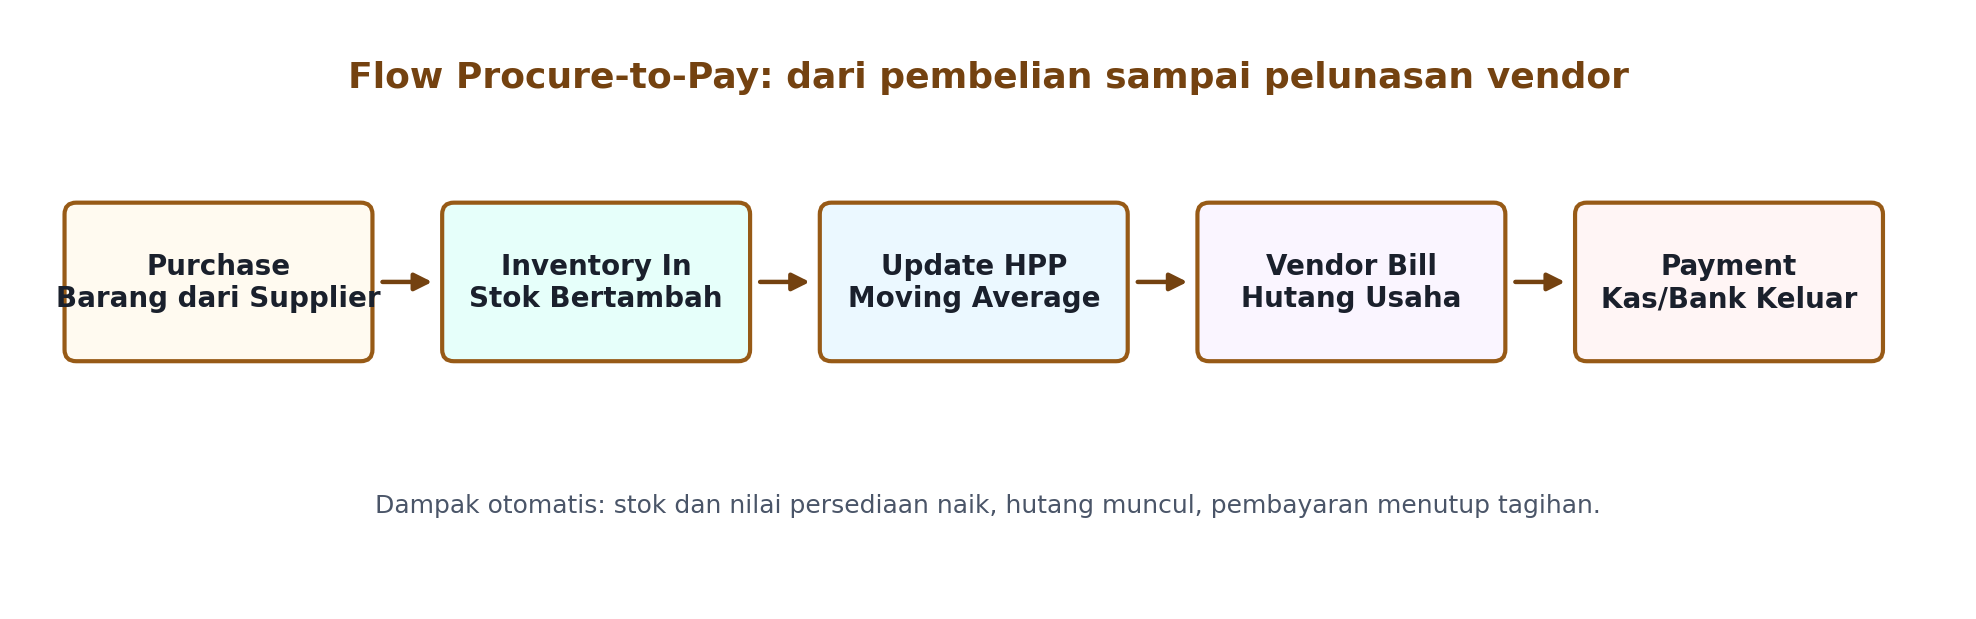 Flow Procure-to-Pay: dari pembelian sampai pelunasan vendor
Purchase
Barang dari Supplier
Inventory In
Stok Bertambah
Update HPP
Moving Average
Vendor Bill
Hutang Usaha
Payment
Kas/Bank Keluar
Dampak otomatis: stok dan nilai persediaan naik, hutang muncul, pembayaran menutup tagihan.